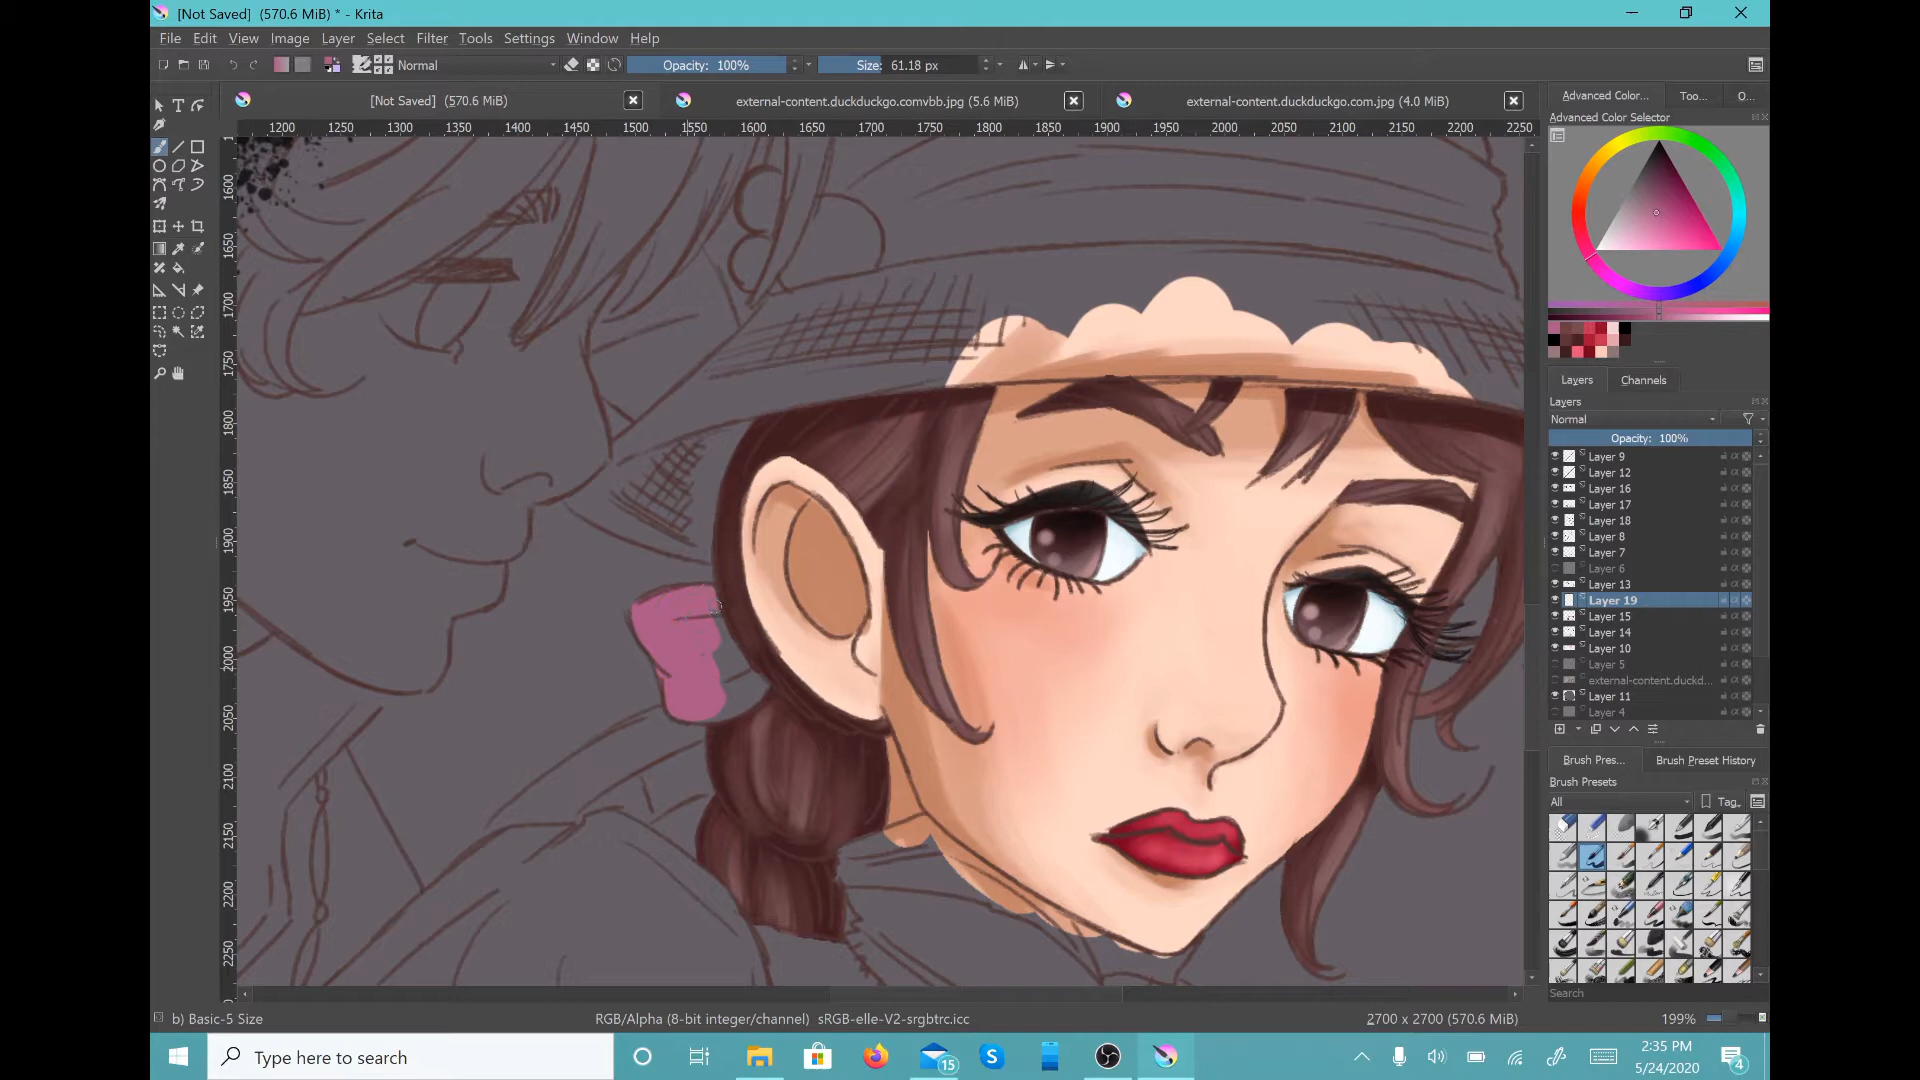 [Not Saved] (570.6 MiB) * - Krita
File Edit View Image Layer Select Filter Tools Settings Window Help
Normal Opacity: 100% Size: 61.18 px
[Not Saved] (570.6 MiB) external-content.duckduckgo.comvbb.jpg (5.6 MiB) external-content.duckduckgo.com.jpg (4.0 MiB) Advanced Color... Too... O...
Advanced Color Selector
1200 1250 1300 1350 1400 1450 1500 1550 1600 1650 1700 1750 1800 1850 1900 1950 2000 2050 2100 2150 2200 2250
1600
1650
1700
1750
1800
1850
1900
1950
2000
2050
2100
2150
2200
2250
Layers Channels
Layers
Normal
Opacity: 100%
Layer 9
Layer 12
Layer 16
Layer 17
Layer 18
Layer 8
Layer 7
Layer 6
Layer 13
Layer 19
Layer 15
Layer 14
Layer 10
Layer 5
external-content.duckd...
Layer 11
Layer 4
Brush Pres... Brush Preset History
Brush Presets
All Tag
Search
b) Basic-5 Size RGB/Alpha (8-bit integer/channel) sRGB-elle-V2-srgbtrc.icc 2700 x 2700 (570.6 MiB) 199%
Type here to search 15 2:35 PM
5/24/2020 4